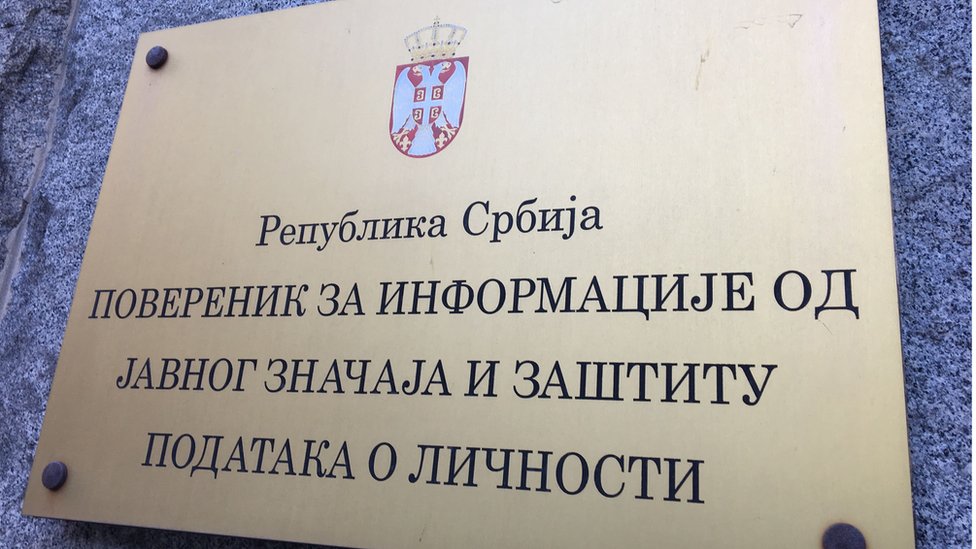 Република Србија
ПОВЕРЕНИК ЗА ИНФОРМАЦИЈЕ ОД
ЈАВНОГ ЗНАЧАЈА И ЗАШТИТУ
ПОДАТАКА О ЛИЧНОСТИ